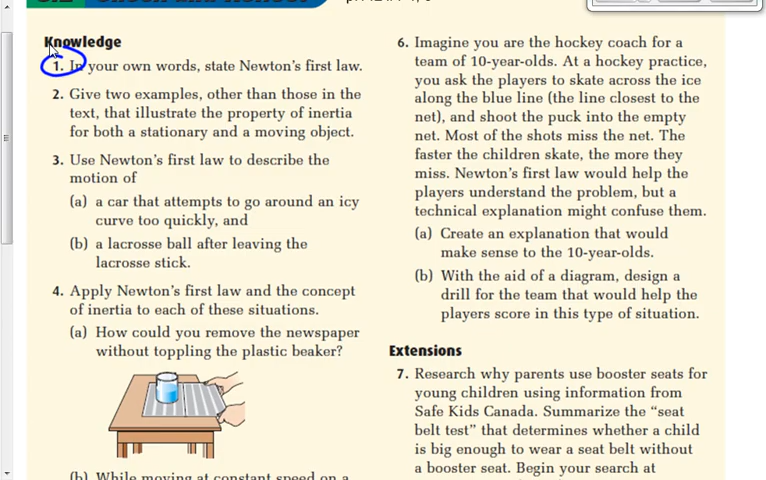 Knowledge
1. In your own words, state Newton's first law.
2. Give two examples, other than those in the
text, that illustrate the property of inertia
for both a stationary and a moving object.
3. Use Newton's first law to describe the
motion of
(a) a car that attempts to go around an icy
curve too quickly, and
(b) a lacrosse ball after leaving the
lacrosse stick.
4. Apply Newton's first law and the concept
of inertia to each of these situations.
(a) How could you remove the newspaper
without toppling the plastic beaker?
(b) While moving at constant speed on a
6. Imagine you are the hockey coach for a
team of 10-year-olds. At a hockey practice,
you ask the players to skate across the ice
along the blue line (the line closest to the
net), and shoot the puck into the empty
net. Most of the shots miss the net. The
faster the children skate, the more they
miss. Newton's first law would help the
players understand the problem, but a
technical explanation might confuse them.
(a) Create an explanation that would
make sense to the 10-year-olds.
(b) With the aid of a diagram, design a
drill for the team that would help the
players score in this type of situation.
Extensions
7. Research why parents use booster seats for
young children using information from
Safe Kids Canada. Summarize the "seat
belt test" that determines whether a child
is big enough to wear a seat belt without
a booster seat. Begin your search at